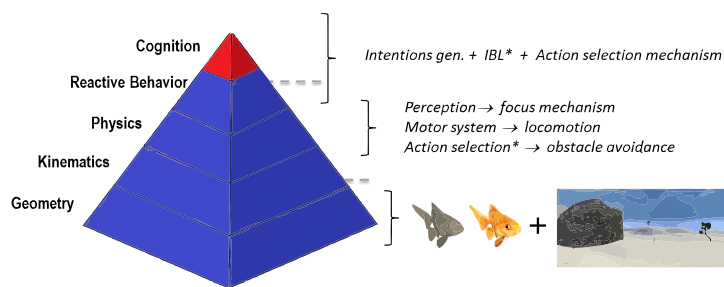 Cognition
Intentions gen. + IBL* + Action selection mechanism
Reactive Behavior
Perception → focus mechanism
Physics
Motor system → locomotion
Action selection* → obstacle avoidance
Kinematics
Geometry
+